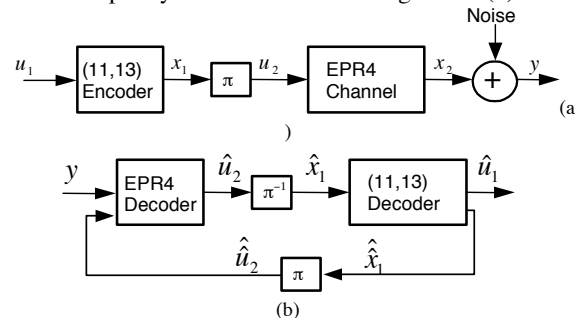 Noise
u₁ (11,13) x₁ π u₂ EPR4 x₂ + y
Encoder Channel
(a
)
y EPR4 û₂ π⁻¹ x̂₁ (11,13) û₁
Decoder Decoder
û̂₂ π x̂̂₁
(b)